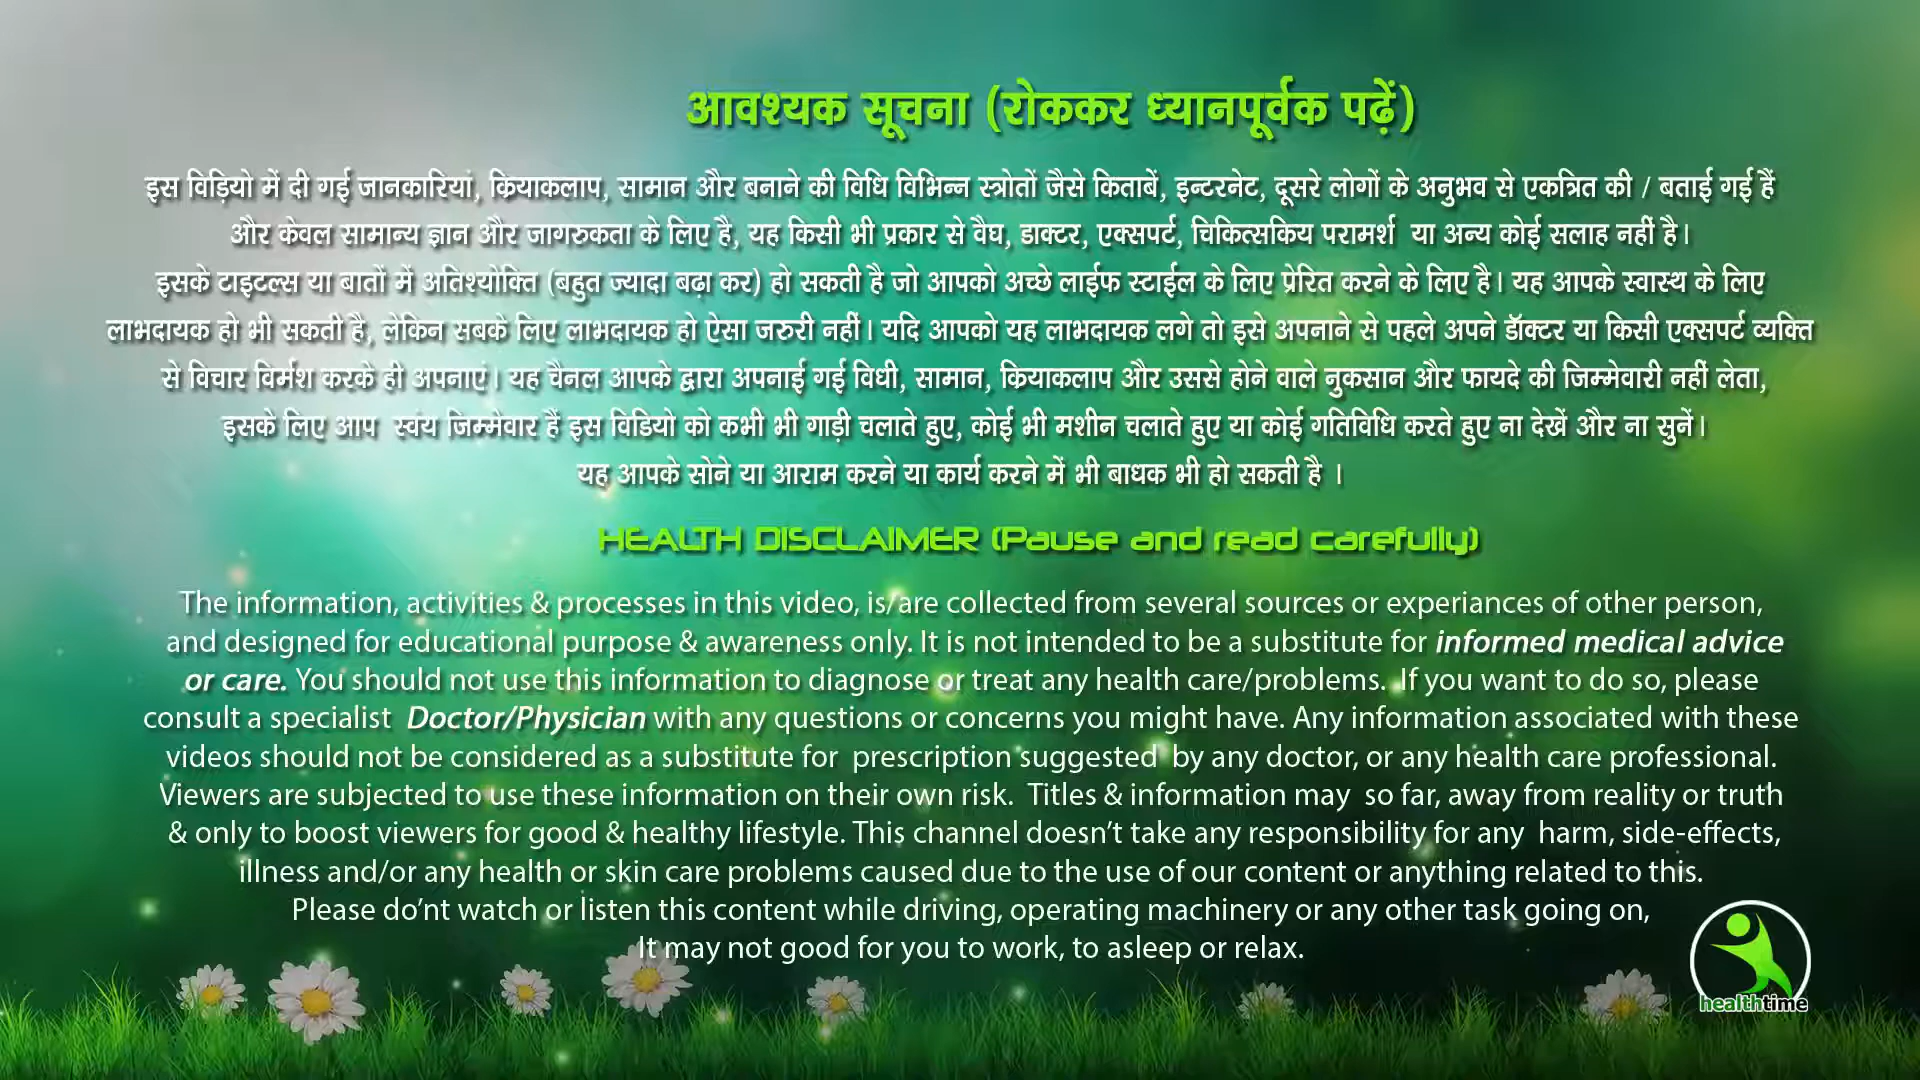 आवश्यक सूचना (रोककर ध्यानपूर्वक पढ़ें)
इस विड़ियो में दी गई जानकारियां, क्रियाकलाप, सामान और बनाने की विधि विभिन्न स्त्रोतों जैसे किताबें, इन्टरनेट, दूसरे लोगों के अनुभव से एकत्रित की / बताई गई हैं
और केवल सामान्य ज्ञान और जागरुकता के लिए है, यह किसी भी प्रकार से वैघ, डाक्टर, एक्सपर्ट, चिकित्सकिय परामर्श या अन्य कोई सलाह नहीं है।
इसके टाइटल्स या बातों में अतिश्योक्ति (बहुत ज्यादा बढ़ा कर) हो सकती है जो आपको अच्छे लाईफ स्टाईल के लिए प्रेरित करने के लिए है। यह आपके स्वास्थ के लिए
लाभदायक हो भी सकती है, लेकिन सबके लिए लाभदायक हो ऐसा जरुरी नहीं। यदि आपको यह लाभदायक लगे तो इसे अपनाने से पहले अपने डॉक्टर या किसी एक्सपर्ट व्यक्ति
से विचार विर्मश करके ही अपनाएं। यह चैनल आपके द्वारा अपनाई गई विधी, सामान, क्रियाकलाप और उससे होने वाले नुकसान और फायदे की जिम्मेवारी नहीं लेता,
इसके लिए आप स्वंय जिम्मेवार हैं इस विडियो को कभी भी गाड़ी चलाते हुए, कोई भी मशीन चलाते हुए या कोई गतिविधि करते हुए ना देखें और ना सुनें।
यह आपके सोने या आराम करने या कार्य करने में भी बाधक भी हो सकती है ।
HEALTH DISCLAIMER (Pause and read carefully)
The information, activities & processes in this video, is/are collected from several sources or experiances of other person,
and designed for educational purpose & awareness only. It is not intended to be a substitute for informed medical advice
or care. You should not use this information to diagnose or treat any health care/problems. If you want to do so, please
consult a specialist Doctor/Physician with any questions or concerns you might have. Any information associated with these
videos should not be considered as a substitute for prescription suggested by any doctor, or any health care professional.
Viewers are subjected to use these information on their own risk. Titles & information may so far, away from reality or truth
& only to boost viewers for good & healthy lifestyle. This channel doesn't take any responsibility for any harm, side-effects,
illness and/or any health or skin care problems caused due to the use of our content or anything related to this.
Please do'nt watch or listen this content while driving, operating machinery or any other task going on,
It may not good for you to work, to asleep or relax.
healthtime